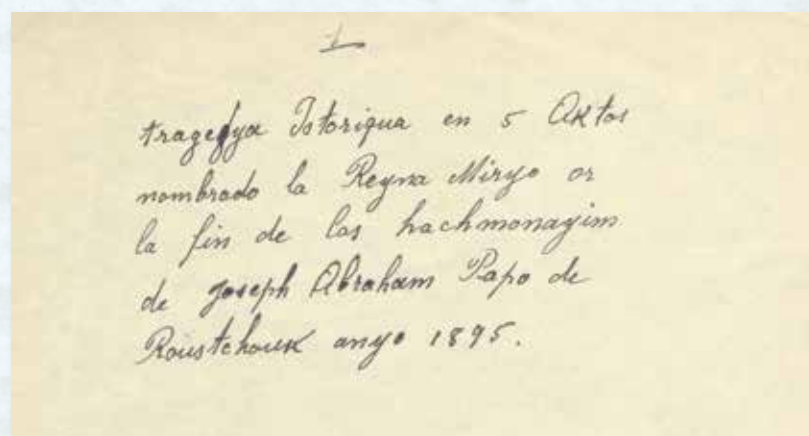 1
tragedya Istoriqua en 5 Aktos
nombrado la Reyna Mirye or
la fin de los hachmonayim
de Joseph Abraham Papo de
Roustchouk anyo 1895.